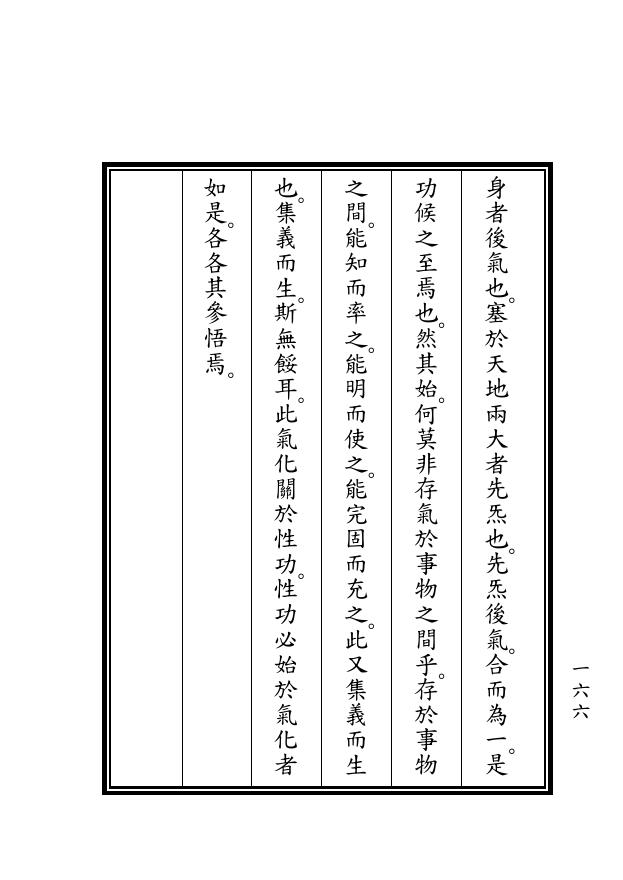 身者後氣也。塞於天地兩大者先炁也。先炁後氣。合而為一。是
功候之至焉也。然其始。何莫非存氣於事物之間乎。存於事物
之間。能知而率之。能明而使之。能完固而充之。此又集義而生
也。集義而生。斯無餒耳。此氣化關於性功。性功必始於氣化者
如是。各各其參悟焉。
一六六